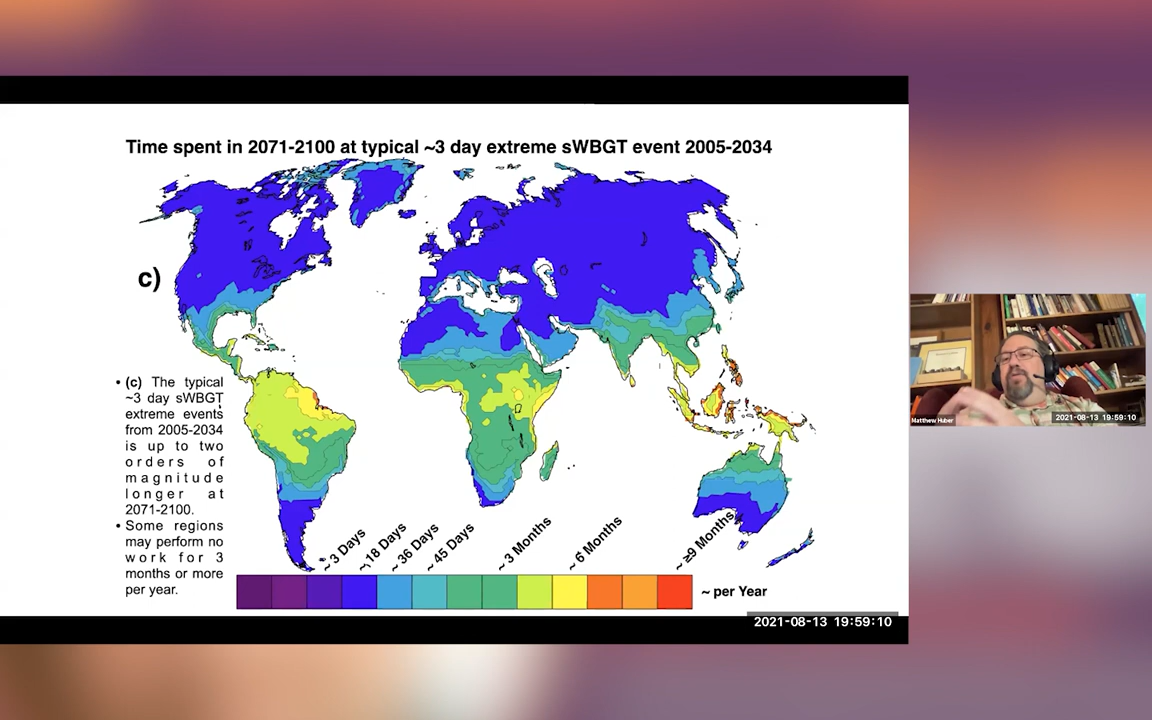 Time spent in 2071-2100 at typical ~3 day extreme sWBGT event 2005-2034
c)
• (c) The typical
~3 day sWBGT
extreme events
from 2005-2034
is up to two
orders of
magnitude
longer at
2071-2100.
• Some regions
may perform no
work for 3
months or more
per year.
~ 3 Days
~ 18 Days
~ 36 Days
~ 45 Days
~ 3 Months
~ 6 Months
~ ≥9 Months
~ per Year
2021-08-13 19:59:10
Matthew Huber
2021-08-13 19:59:10